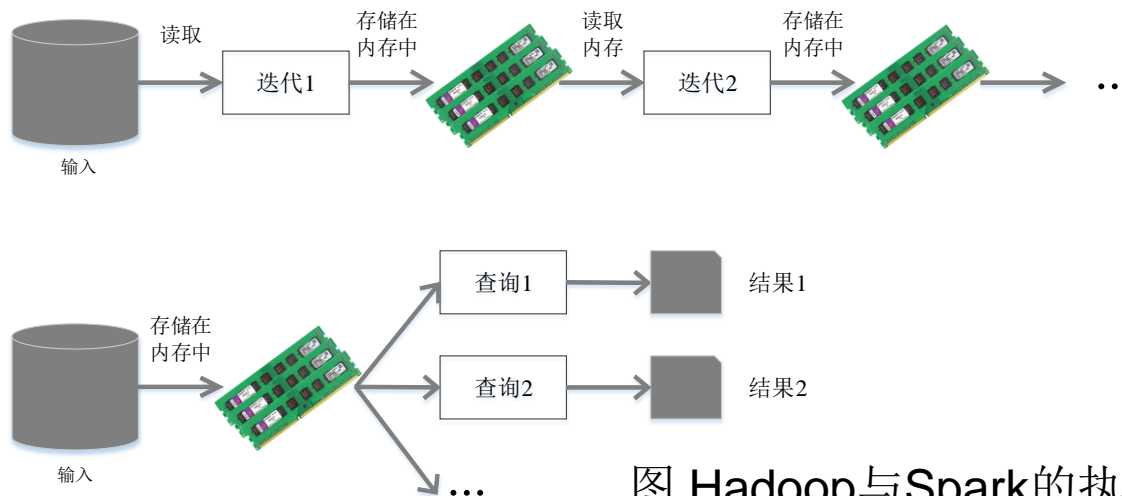 读取
存储在
内存中
读取
内存
存储在
内存中
迭代1
迭代2
..
输入
查询1
结果1
存储在
内存中
查询2
结果2
输入
...
图 Hadoop与Spark的执